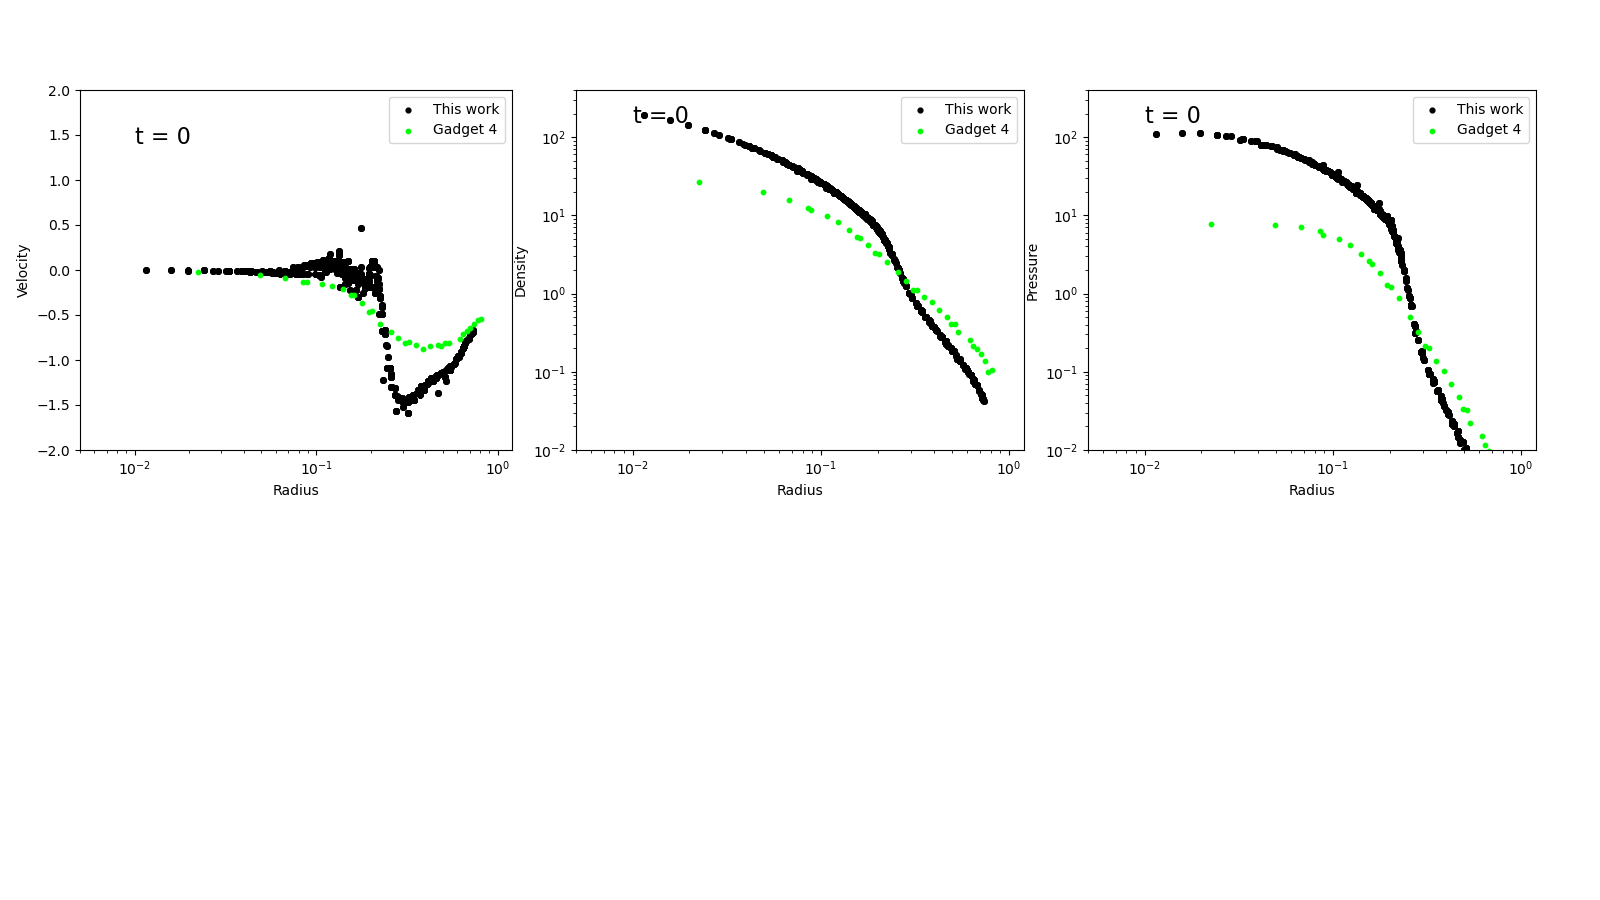 2.0
1.5
1.0
0.5
0.0
−0.5
−1.0
−1.5
−2.0
Velocity
t = 0
This work
Gadget 4
10⁻²
10⁻¹
10⁰
Radius
10²
10¹
10⁰
10⁻¹
10⁻²
Density
t = 0
This work
Gadget 4
10⁻²
10⁻¹
10⁰
Radius
10²
10¹
10⁰
10⁻¹
10⁻²
Pressure
t = 0
This work
Gadget 4
10⁻²
10⁻¹
10⁰
Radius